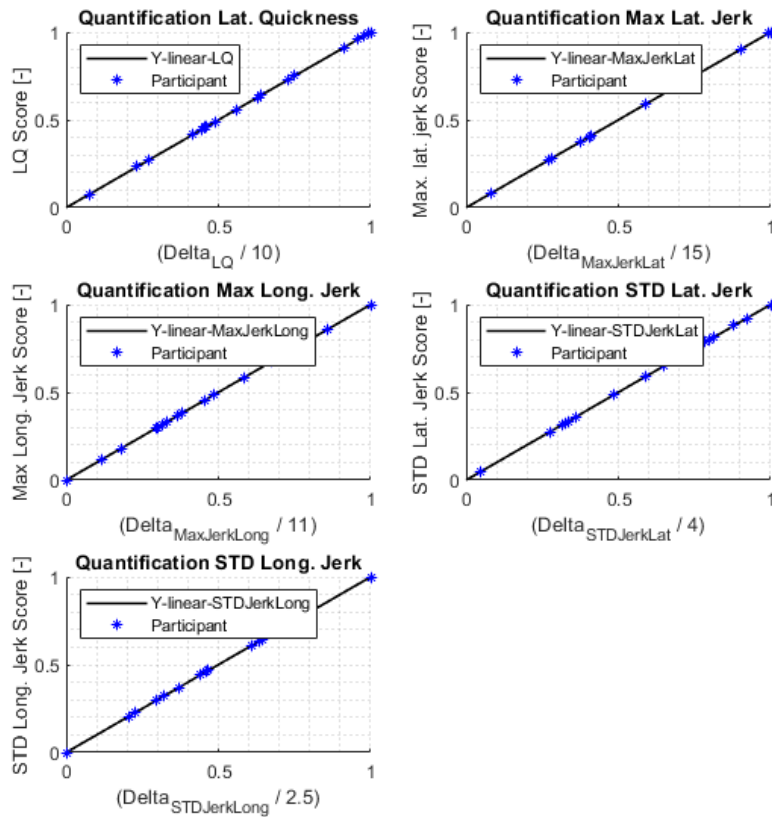 Quantification Lat. Quickness
LQ Score [-]
1
0.5
0
Y-linear-LQ
Participant
0
0.5
1
(Delta_LQ / 10)
Quantification Max Lat. Jerk
Max. lat. jerk Score [-]
1
0.5
0
Y-linear-MaxJerkLat
Participant
0
0.5
1
(Delta_MaxJerkLat / 15)
Quantification Max Long. Jerk
Max Long. Jerk Score [-]
1
0.5
0
Y-linear-MaxJerkLong
Participant
0
0.5
1
(Delta_MaxJerkLong / 11)
Quantification STD Lat. Jerk
STD Lat. Jerk Score [-]
1
0.5
0
Y-linear-STDJerkLat
Participant
0
0.5
1
(Delta_STDJerkLat / 4)
Quantification STD Long. Jerk
STD Long. Jerk Score [-]
1
0.5
0
Y-linear-STDJerkLong
Participant
0
0.5
1
(Delta_STDJerkLong / 2.5)